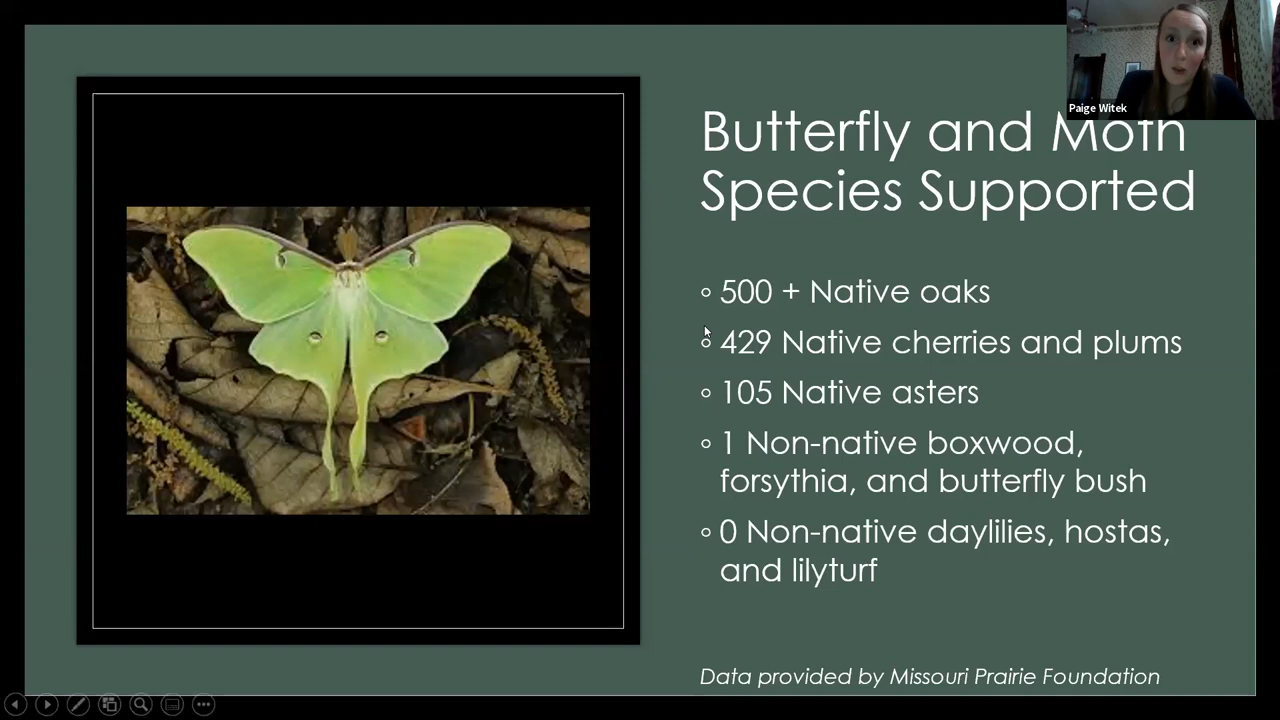 Paige Witek
Butterfly and Moth
Species Supported
◦ 500 + Native oaks
◦ 429 Native cherries and plums
◦ 105 Native asters
◦ 1 Non-native boxwood,
forsythia, and butterfly bush
◦ 0 Non-native daylilies, hostas,
and lilyturf
Data provided by Missouri Prairie Foundation